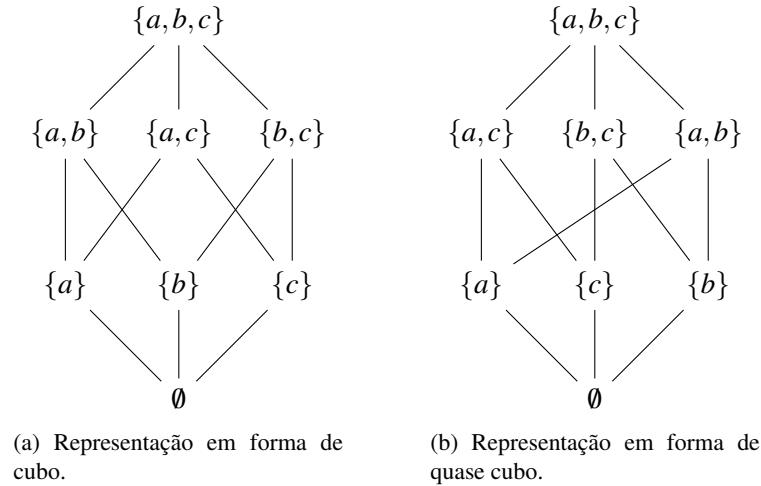 {a,b,c}
{a,b} {a,c} {b,c}
{a} {b} {c}
∅
(a) Representação em forma de
cubo.
{a,b,c}
{a,c} {b,c} {a,b}
{a} {c} {b}
∅
(b) Representação em forma de
quase cubo.